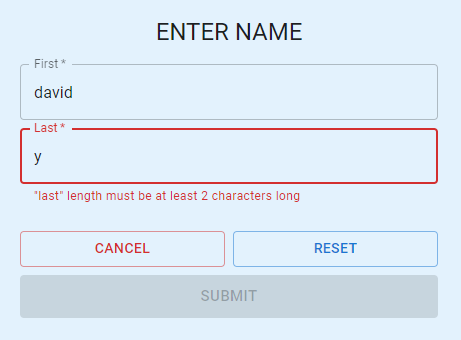 ENTER NAME
First *
david
Last *
y
"last" length must be at least 2 characters long
CANCEL RESET
SUBMIT